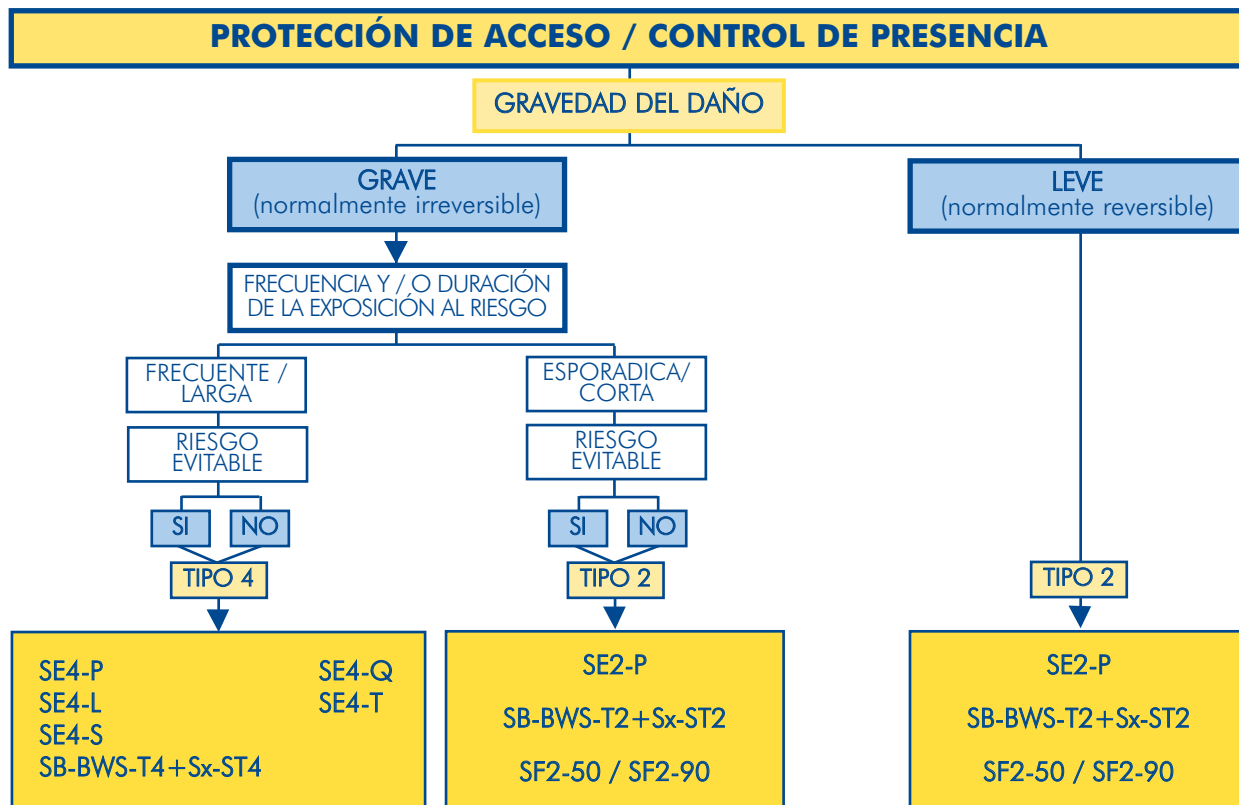 PROTECCIÓN DE ACCESO / CONTROL DE PRESENCIA
GRAVEDAD DEL DAÑO
GRAVE
(normalmente irreversible)
LEVE
(normalmente reversible)
FRECUENCIA Y / O DURACIÓN
DE LA EXPOSICIÓN AL RIESGO
FRECUENTE /
LARGA
ESPORADICA/
CORTA
RIESGO
EVITABLE
RIESGO
EVITABLE
SI
NO
SI
NO
TIPO 4
TIPO 2
TIPO 2
SE4-P
SE4-L
SE4-S
SB-BWS-T4+Sx-ST4
SE4-Q
SE4-T
SE2-P
SB-BWS-T2+Sx-ST2
SF2-50 / SF2-90
SE2-P
SB-BWS-T2+Sx-ST2
SF2-50 / SF2-90